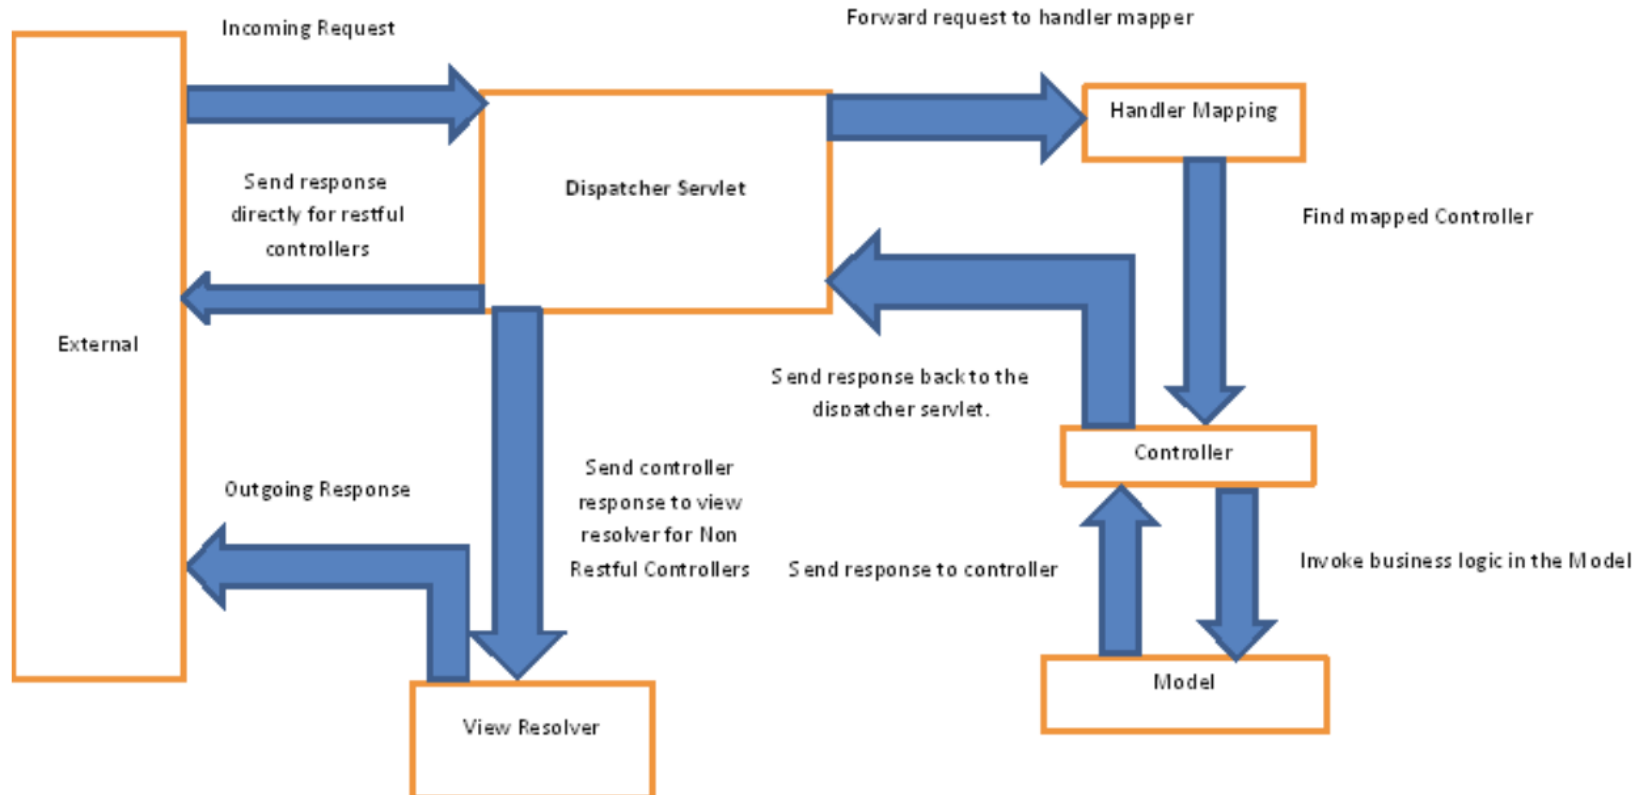 Incoming Request
Forward request to handler mapper
Handler Mapping
Send response
directly for restful
controllers
Dispatcher Servlet
Find mapped Controller
External
Send response back to the
dispatcher servlet.
Controller
Outgoing Response
Send controller
response to view
resolver for Non
Restful Controllers
Send response to controller
Invoke business logic in the Model
Model
View Resolver